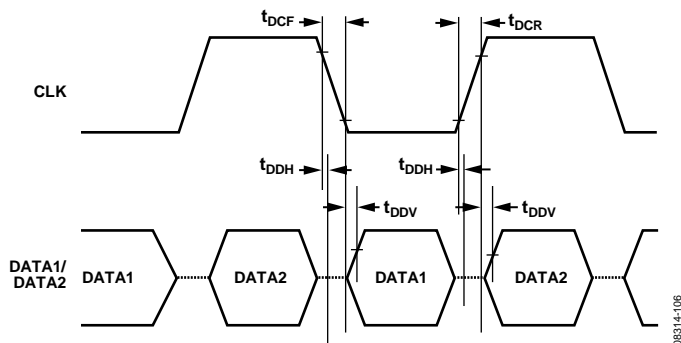 tDCF
tDCR
CLK
tDDH
tDDH
tDDV
tDDV
DATA1/
DATA2
DATA1
DATA2
DATA1
DATA2
08314-106